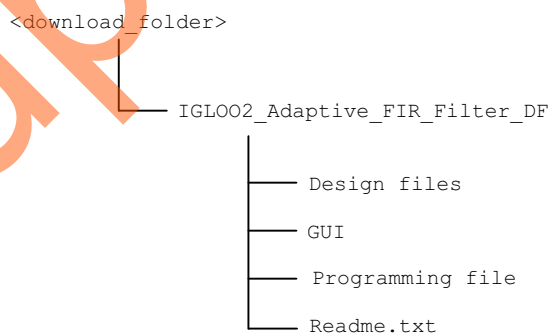 <download_folder>
IGLOO2_Adaptive_FIR_Filter_DF
Design files
GUI
Programming file
Readme.txt